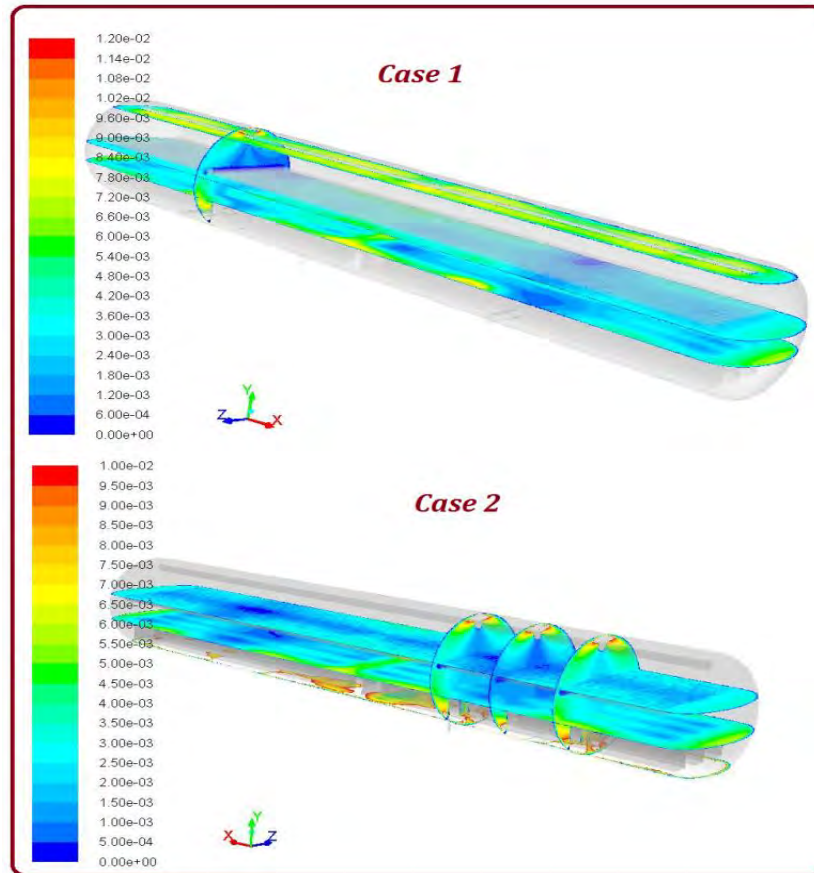 Case 1
1.20e-02
1.14e-02
1.08e-02
1.02e-02
9.60e-03
9.00e-03
8.40e-03
7.80e-03
7.20e-03
6.60e-03
6.00e-03
5.40e-03
4.80e-03
4.20e-03
3.60e-03
3.00e-03
2.40e-03
1.80e-03
1.20e-03
6.00e-04
0.00e+00
Y
Z
X
Case 2
1.00e-02
9.50e-03
9.00e-03
8.50e-03
8.00e-03
7.50e-03
7.00e-03
6.50e-03
6.00e-03
5.50e-03
5.00e-03
4.50e-03
4.00e-03
3.50e-03
3.00e-03
2.50e-03
2.00e-03
1.50e-03
1.00e-03
5.00e-04
0.00e+00
Y
X
Z